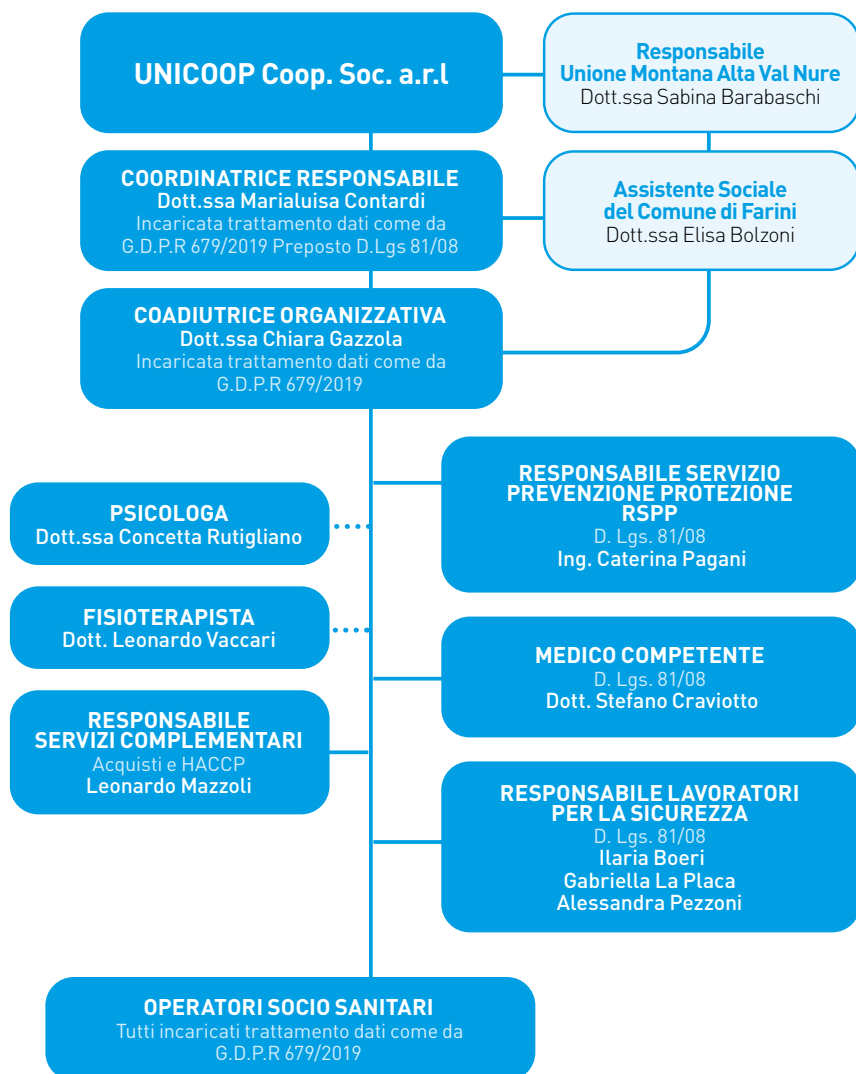 UNICOOP Coop. Soc. a.r.l
Responsabile
Unione Montana Alta Val Nure
Dott.ssa Sabina Barabaschi
COORDINATRICE RESPONSABILE
Dott.ssa Marialuisa Contardi
Incaricata trattamento dati come da
G.D.P.R 679/2019 Preposto D.Lgs 81/08
Assistente Sociale
del Comune di Farini
Dott.ssa Elisa Bolzoni
COADIUTRICE ORGANIZZATIVA
Dott.ssa Chiara Gazzola
Incaricata trattamento dati come da
G.D.P.R 679/2019
RESPONSABILE SERVIZIO
PREVENZIONE PROTEZIONE
RSPP
D. Lgs. 81/08
Ing. Caterina Pagani
PSICOLOGA
Dott.ssa Concetta Rutigliano
FISIOTERAPISTA
Dott. Leonardo Vaccari
MEDICO COMPETENTE
D. Lgs. 81/08
Dott. Stefano Craviotto
RESPONSABILE
SERVIZI COMPLEMENTARI
Acquisti e HACCP
Leonardo Mazzoli
RESPONSABILE LAVORATORI
PER LA SICUREZZA
D. Lgs. 81/08
Ilaria Boeri
Gabriella La Placa
Alessandra Pezzoni
OPERATORI SOCIO SANITARI
Tutti incaricati trattamento dati come da
G.D.P.R 679/2019